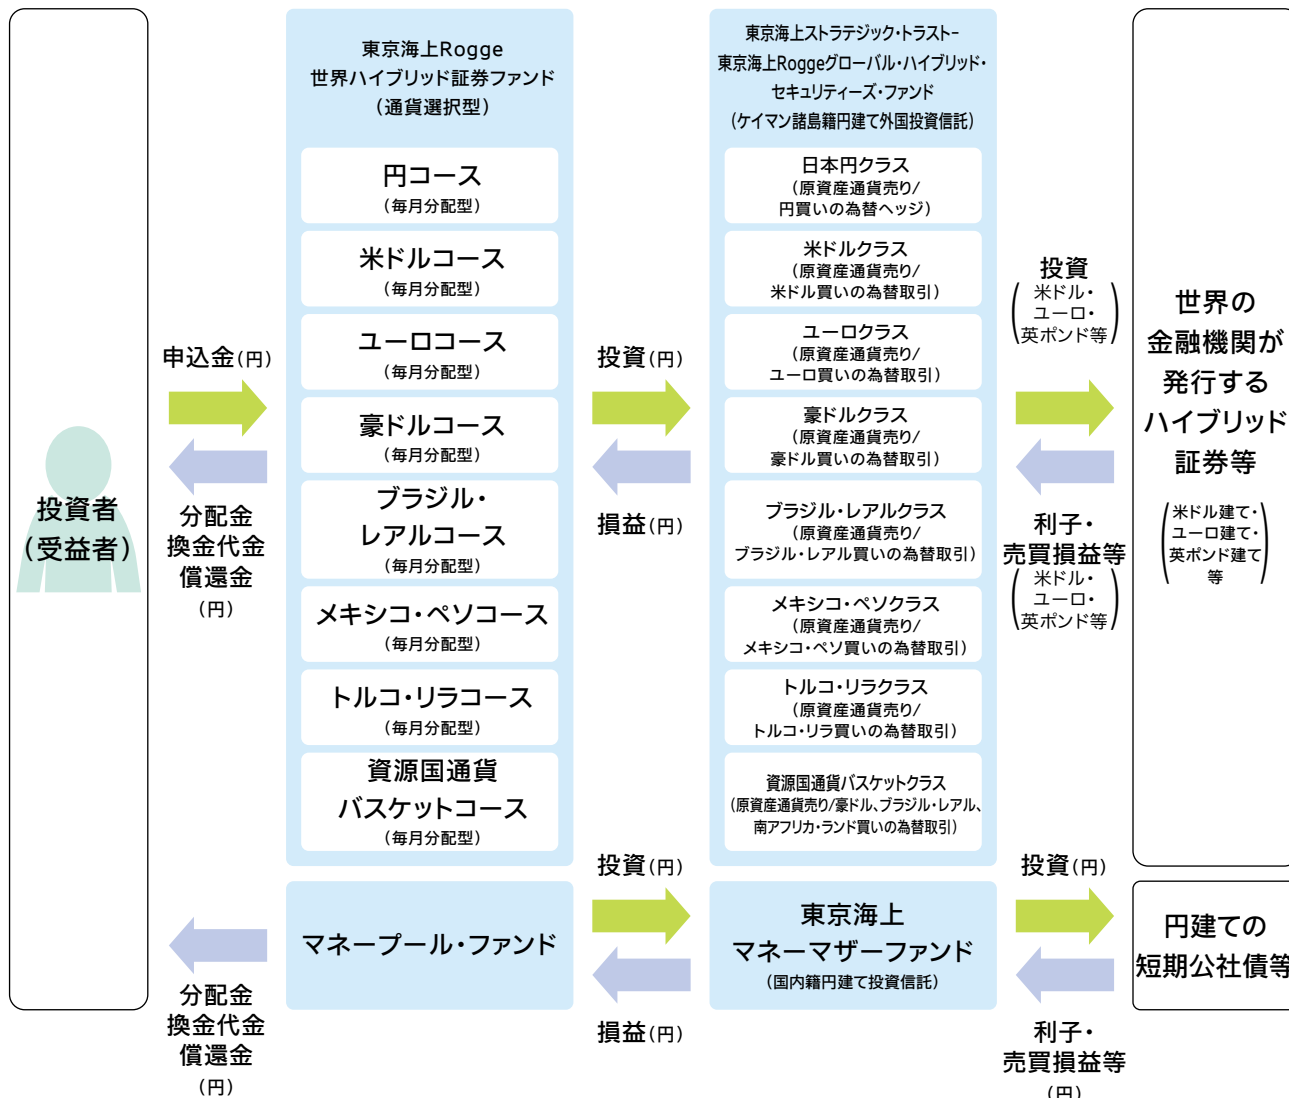 投資者
（受益者）
申込金（円）
分配金
換金代金
償還金
（円）
分配金
換金代金
償還金
（円）
東京海上Rogge
世界ハイブリッド証券ファンド
（通貨選択型）
円コース
（毎月分配型）
米ドルコース
（毎月分配型）
ユーロコース
（毎月分配型）
豪ドルコース
（毎月分配型）
ブラジル・
レアルコース
（毎月分配型）
メキシコ・ペソコース
（毎月分配型）
トルコ・リラコース
（毎月分配型）
資源国通貨
バスケットコース
（毎月分配型）
マネープール・ファンド
投資（円）
損益（円）
投資（円）
損益（円）
東京海上ストラテジック・トラスト−
東京海上Roggeグローバル・ハイブリッド・
セキュリティーズ・ファンド
（ケイマン諸島籍円建て外国投資信託）
日本円クラス
（原資産通貨売り/
円買いの為替ヘッジ）
米ドルクラス
（原資産通貨売り/
米ドル買いの為替取引）
ユーロクラス
（原資産通貨売り/
ユーロ買いの為替取引）
豪ドルクラス
（原資産通貨売り/
豪ドル買いの為替取引）
ブラジル・レアルクラス
（原資産通貨売り/
ブラジル・レアル買いの為替取引）
メキシコ・ペソクラス
（原資産通貨売り/
メキシコ・ペソ買いの為替取引）
トルコ・リラクラス
（原資産通貨売り/
トルコ・リラ買いの為替取引）
資源国通貨バスケットクラス
（原資産通貨売り/豪ドル、ブラジル・レアル、
南アフリカ・ランド買いの為替取引）
東京海上
マネーマザーファンド
（国内籍円建て投資信託）
投資
（米ドル・
ユーロ・
英ポンド等）
利子・
売買損益等
（米ドル・
ユーロ・
英ポンド等）
投資（円）
利子・
売買損益等
（円）
世界の
金融機関が
発行する
ハイブリッド
証券等
（米ドル建て・
ユーロ建て・
英ポンド建て
等）
円建ての
短期公社債等